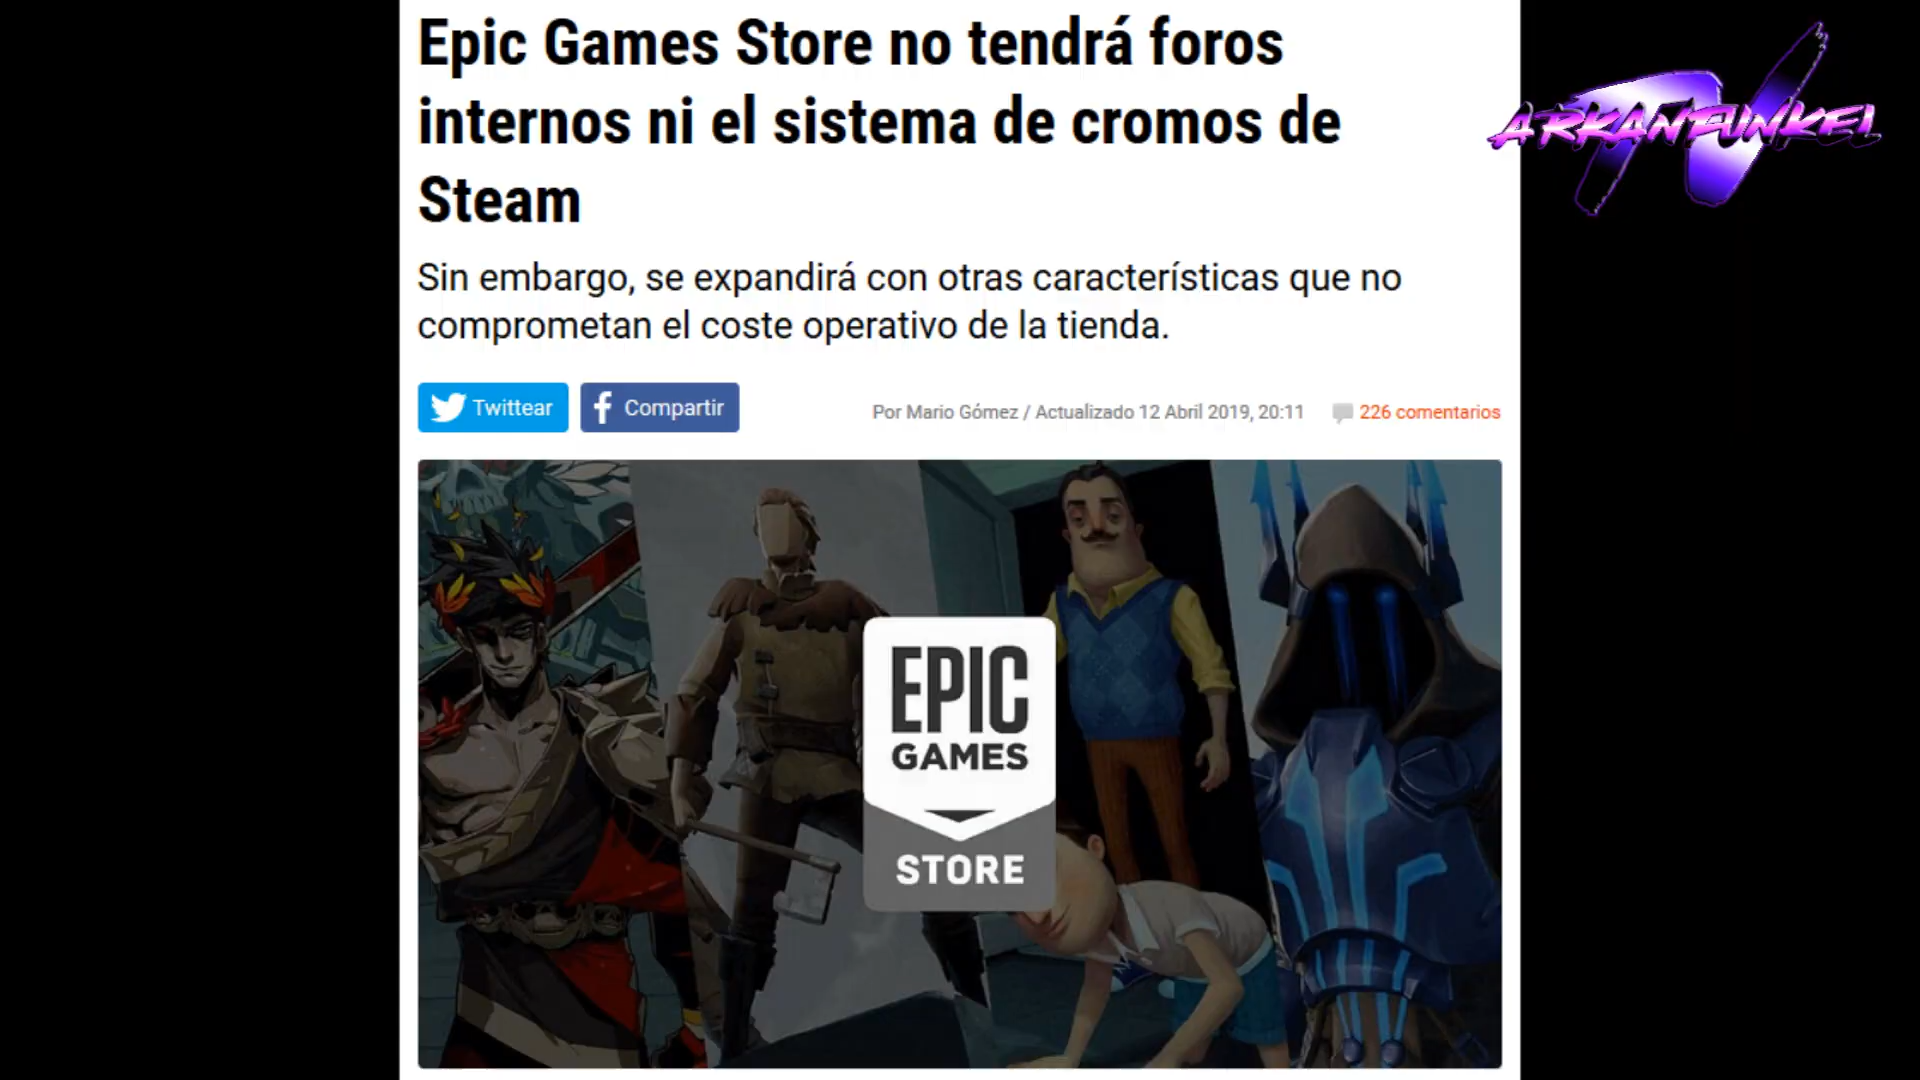 Epic Games Store no tendrá foros
internos ni el sistema de cromos de
Steam
ARKANFUNKEL
TV
Sin embargo, se expandirá con otras características que no
comprometan el coste operativo de la tienda.
Twittear
Compartir
Por Mario Gómez / Actualizado 12 Abril 2019, 20:11
226 comentarios
EPIC
GAMES
STORE